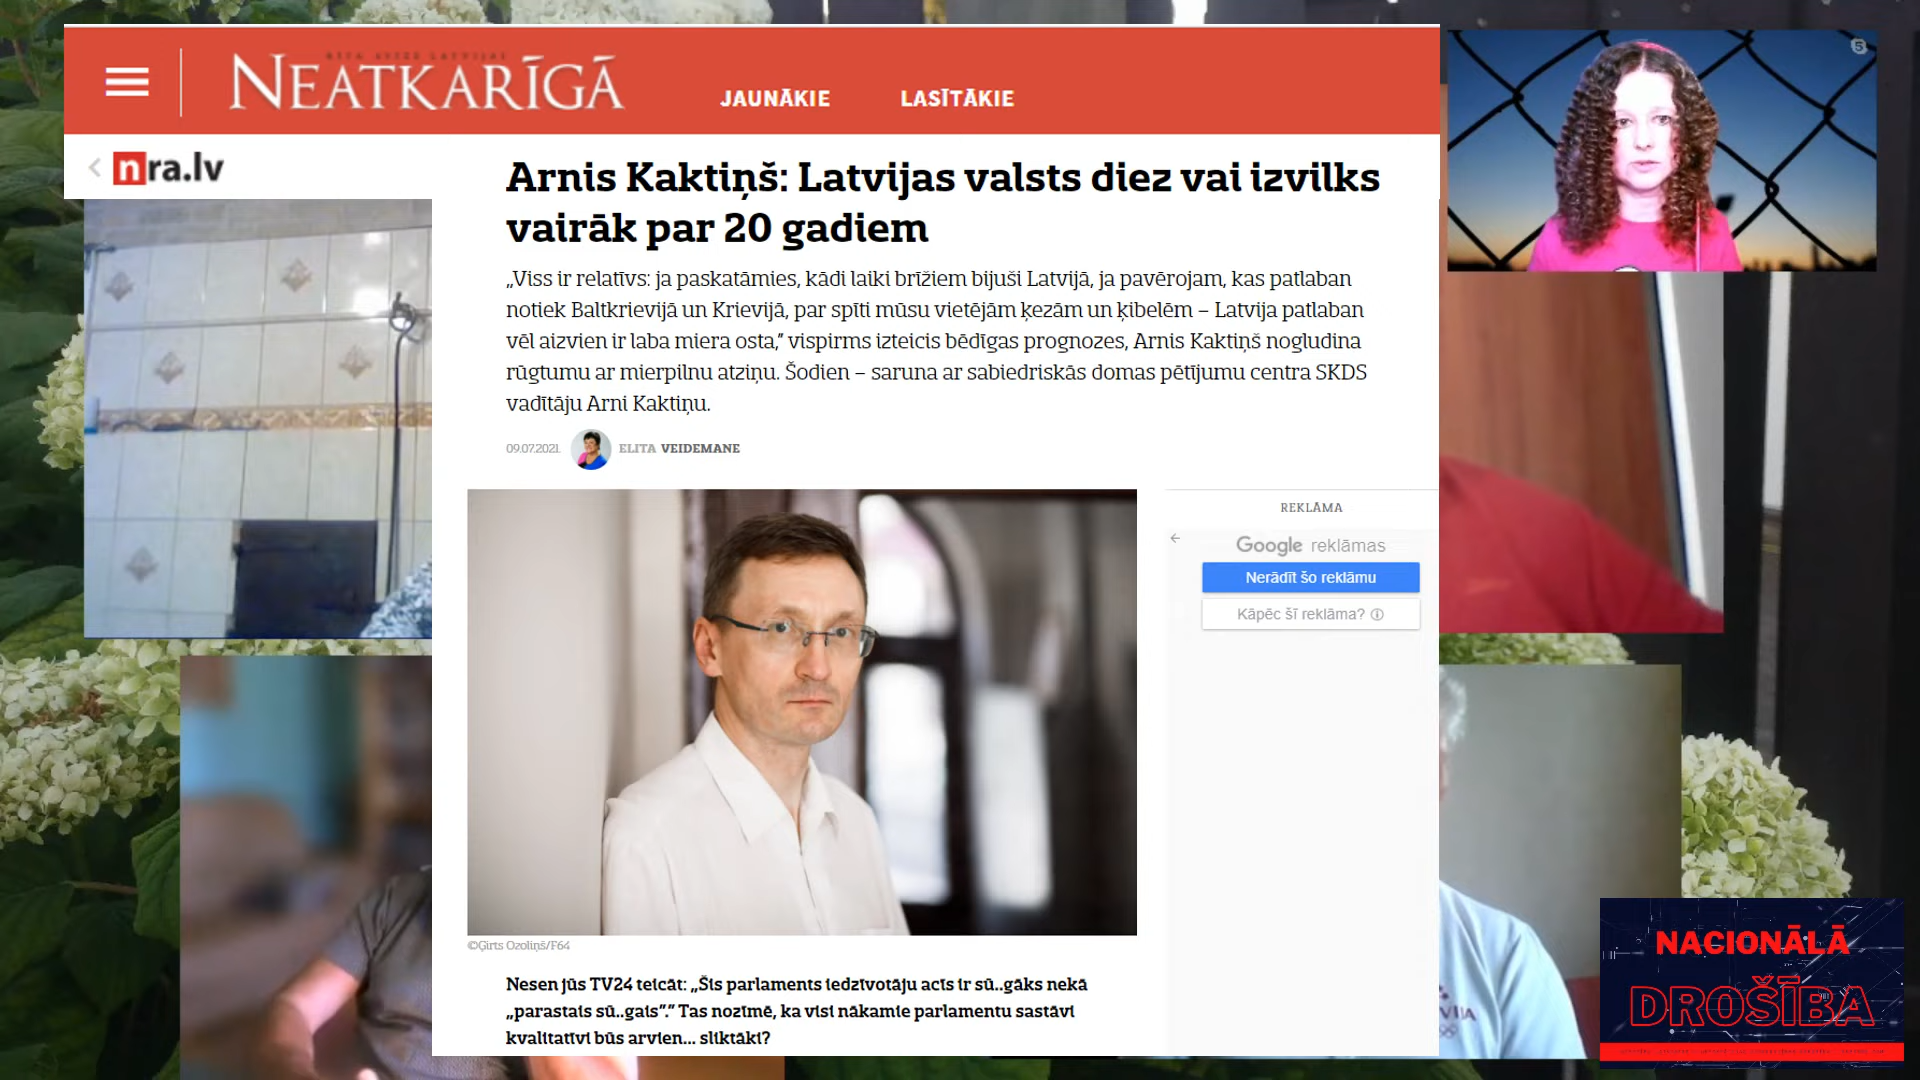 NEATKARĪGĀ
JAUNĀKIE
LASĪTĀKIE
nra.lv
Arnis Kaktiņš: Latvijas valsts diez vai izvilks
vairāk par 20 gadiem
„Viss ir relatīvs: ja paskatāmies, kādi laiki brīžiem bijuši Latvijā, ja pavērojam, kas patlaban
notiek Baltkrievijā un Krievijā, par spīti mūsu vietējām ķezām un ķibelēm – Latvija patlaban
vēl aizvien ir laba miera osta,” vispirms izteicis bēdīgas prognozes, Arnis Kaktiņš nogludina
rūgtumu ar mierpilnu atziņu. Šodien – saruna ar sabiedriskās domas pētījumu centra SKDS
vadītāju Arni Kaktiņu.
09.07.2021. ELITA VEIDEMANE
REKLĀMA
Google reklāmas
Nerādīt šo reklāmu
Kāpēc šī reklāma?
©Ģirts Ozoliņš/F64
Nesen jūs TV24 teicāt: „Šis parlaments iedzīvotāju acīs ir sū..gāks nekā
„parastais sū..gais”.” Tas nozīmē, ka visi nākamie parlamentu sastāvi
kvalitatīvi būs arvien... sliktāki?
NACIONĀLĀ
DROŠĪBA